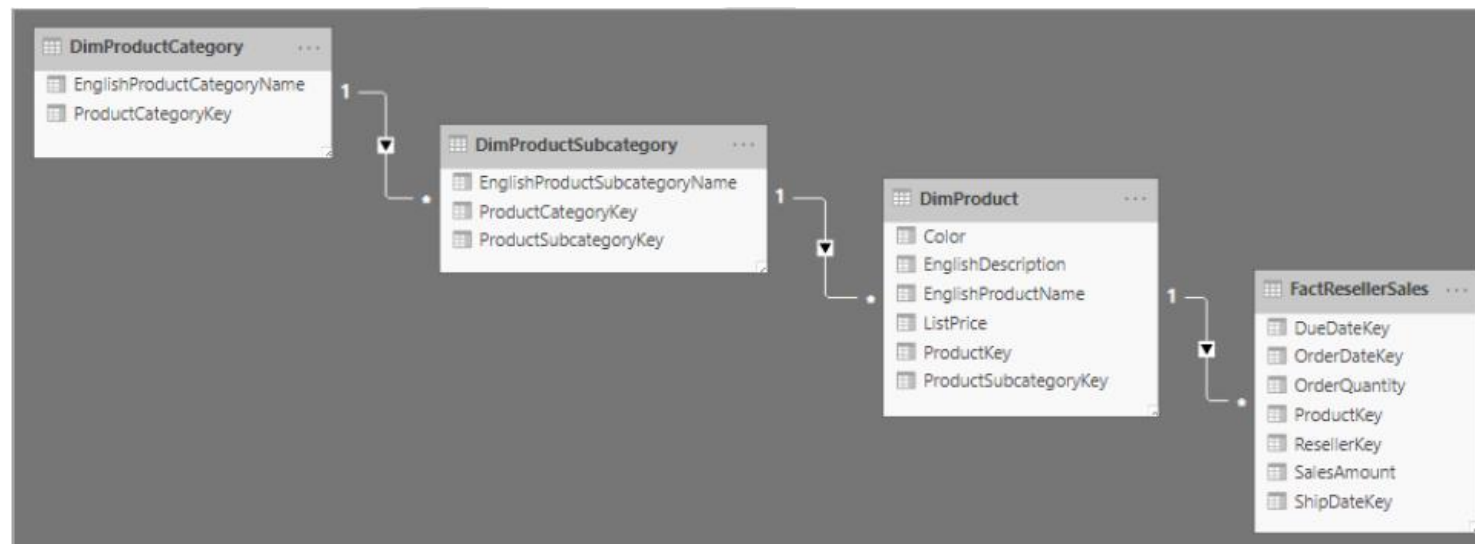 DimProductCategory ...
EnglishProductCategoryName
ProductCategoryKey
1
*
DimProductSubcategory ...
EnglishProductSubcategoryName
ProductCategoryKey
ProductSubcategoryKey
1
*
DimProduct ...
Color
EnglishDescription
EnglishProductName
ListPrice
ProductKey
ProductSubcategoryKey
1
*
FactResellerSales ...
DueDateKey
OrderDateKey
OrderQuantity
ProductKey
ResellerKey
SalesAmount
ShipDateKey